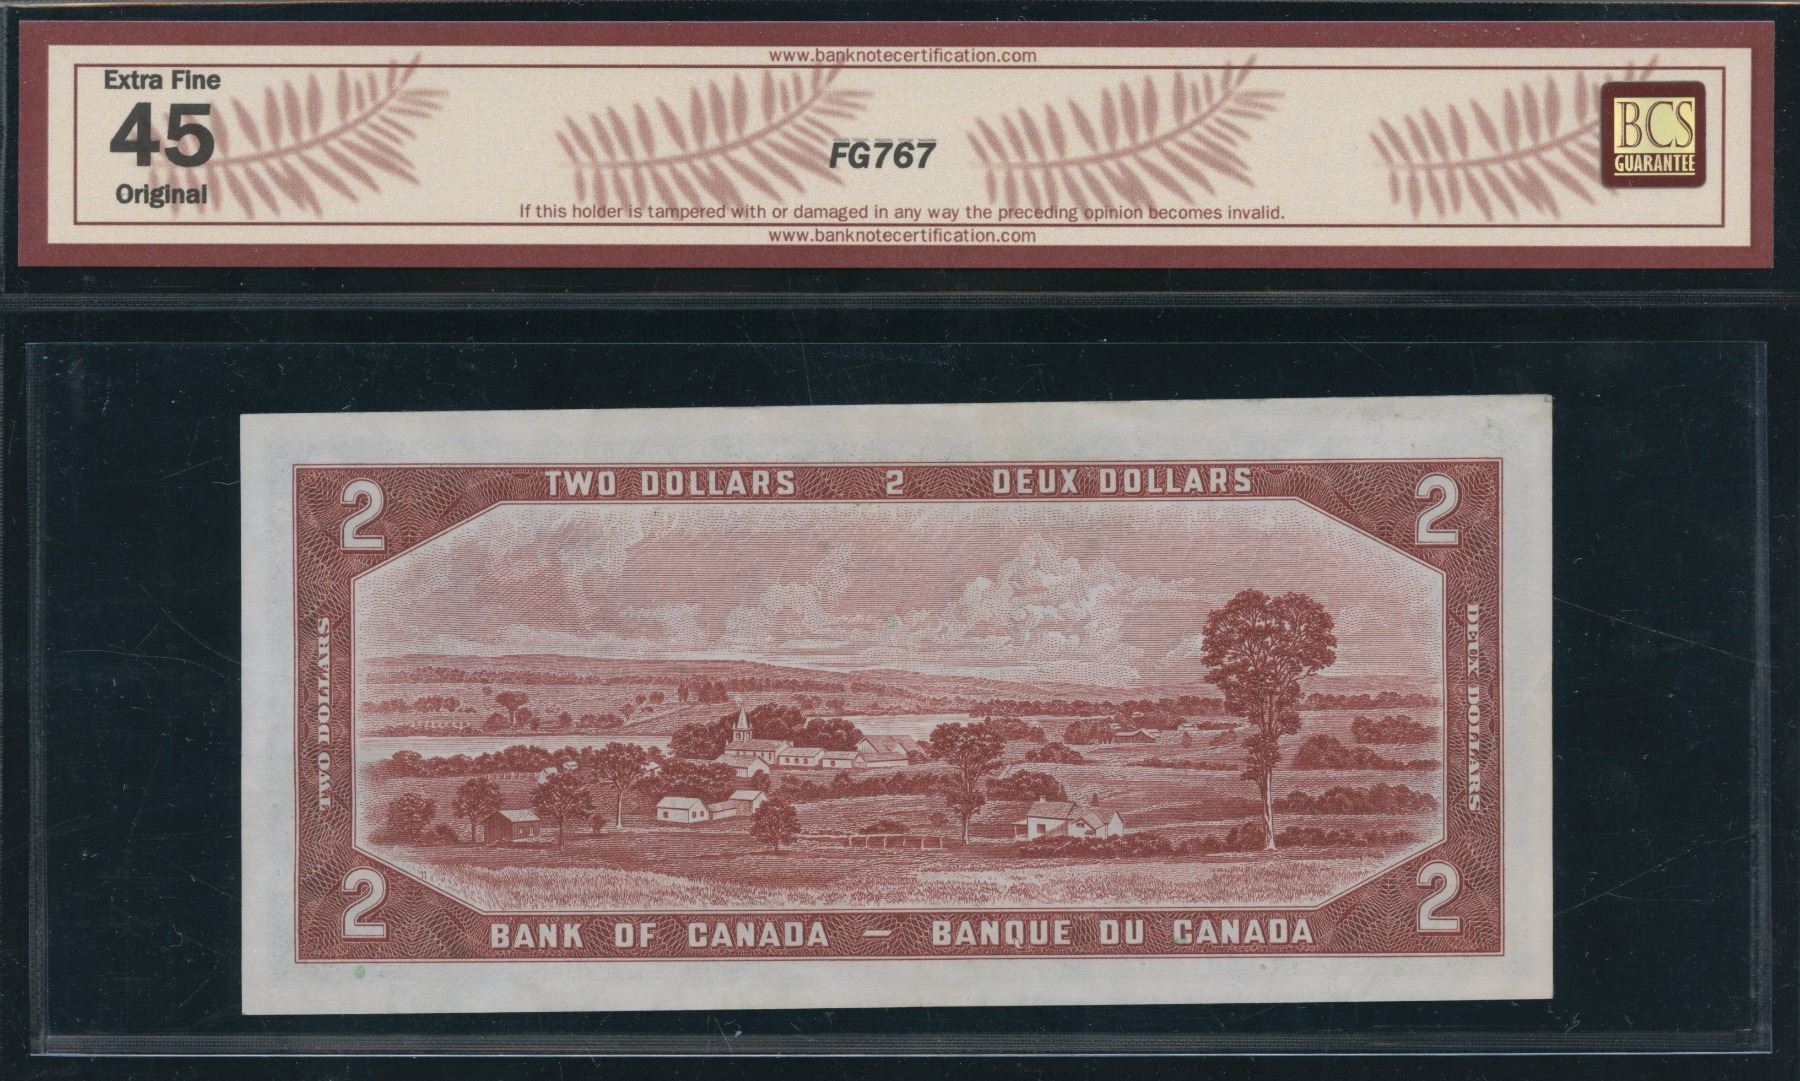 www.banknotecertification.com
Extra Fine
45
Original
FG767
BCS
GUARANTEE
If this holder is tampered with or damaged in any way the preceding opinion becomes invalid.
www.banknotecertification.com
TWO DOLLARS 2 DEUX DOLLARS
2 2
TWO DOLLARS
DEUX DOLLARS
2 2
BANK OF CANADA — BANQUE DU CANADA